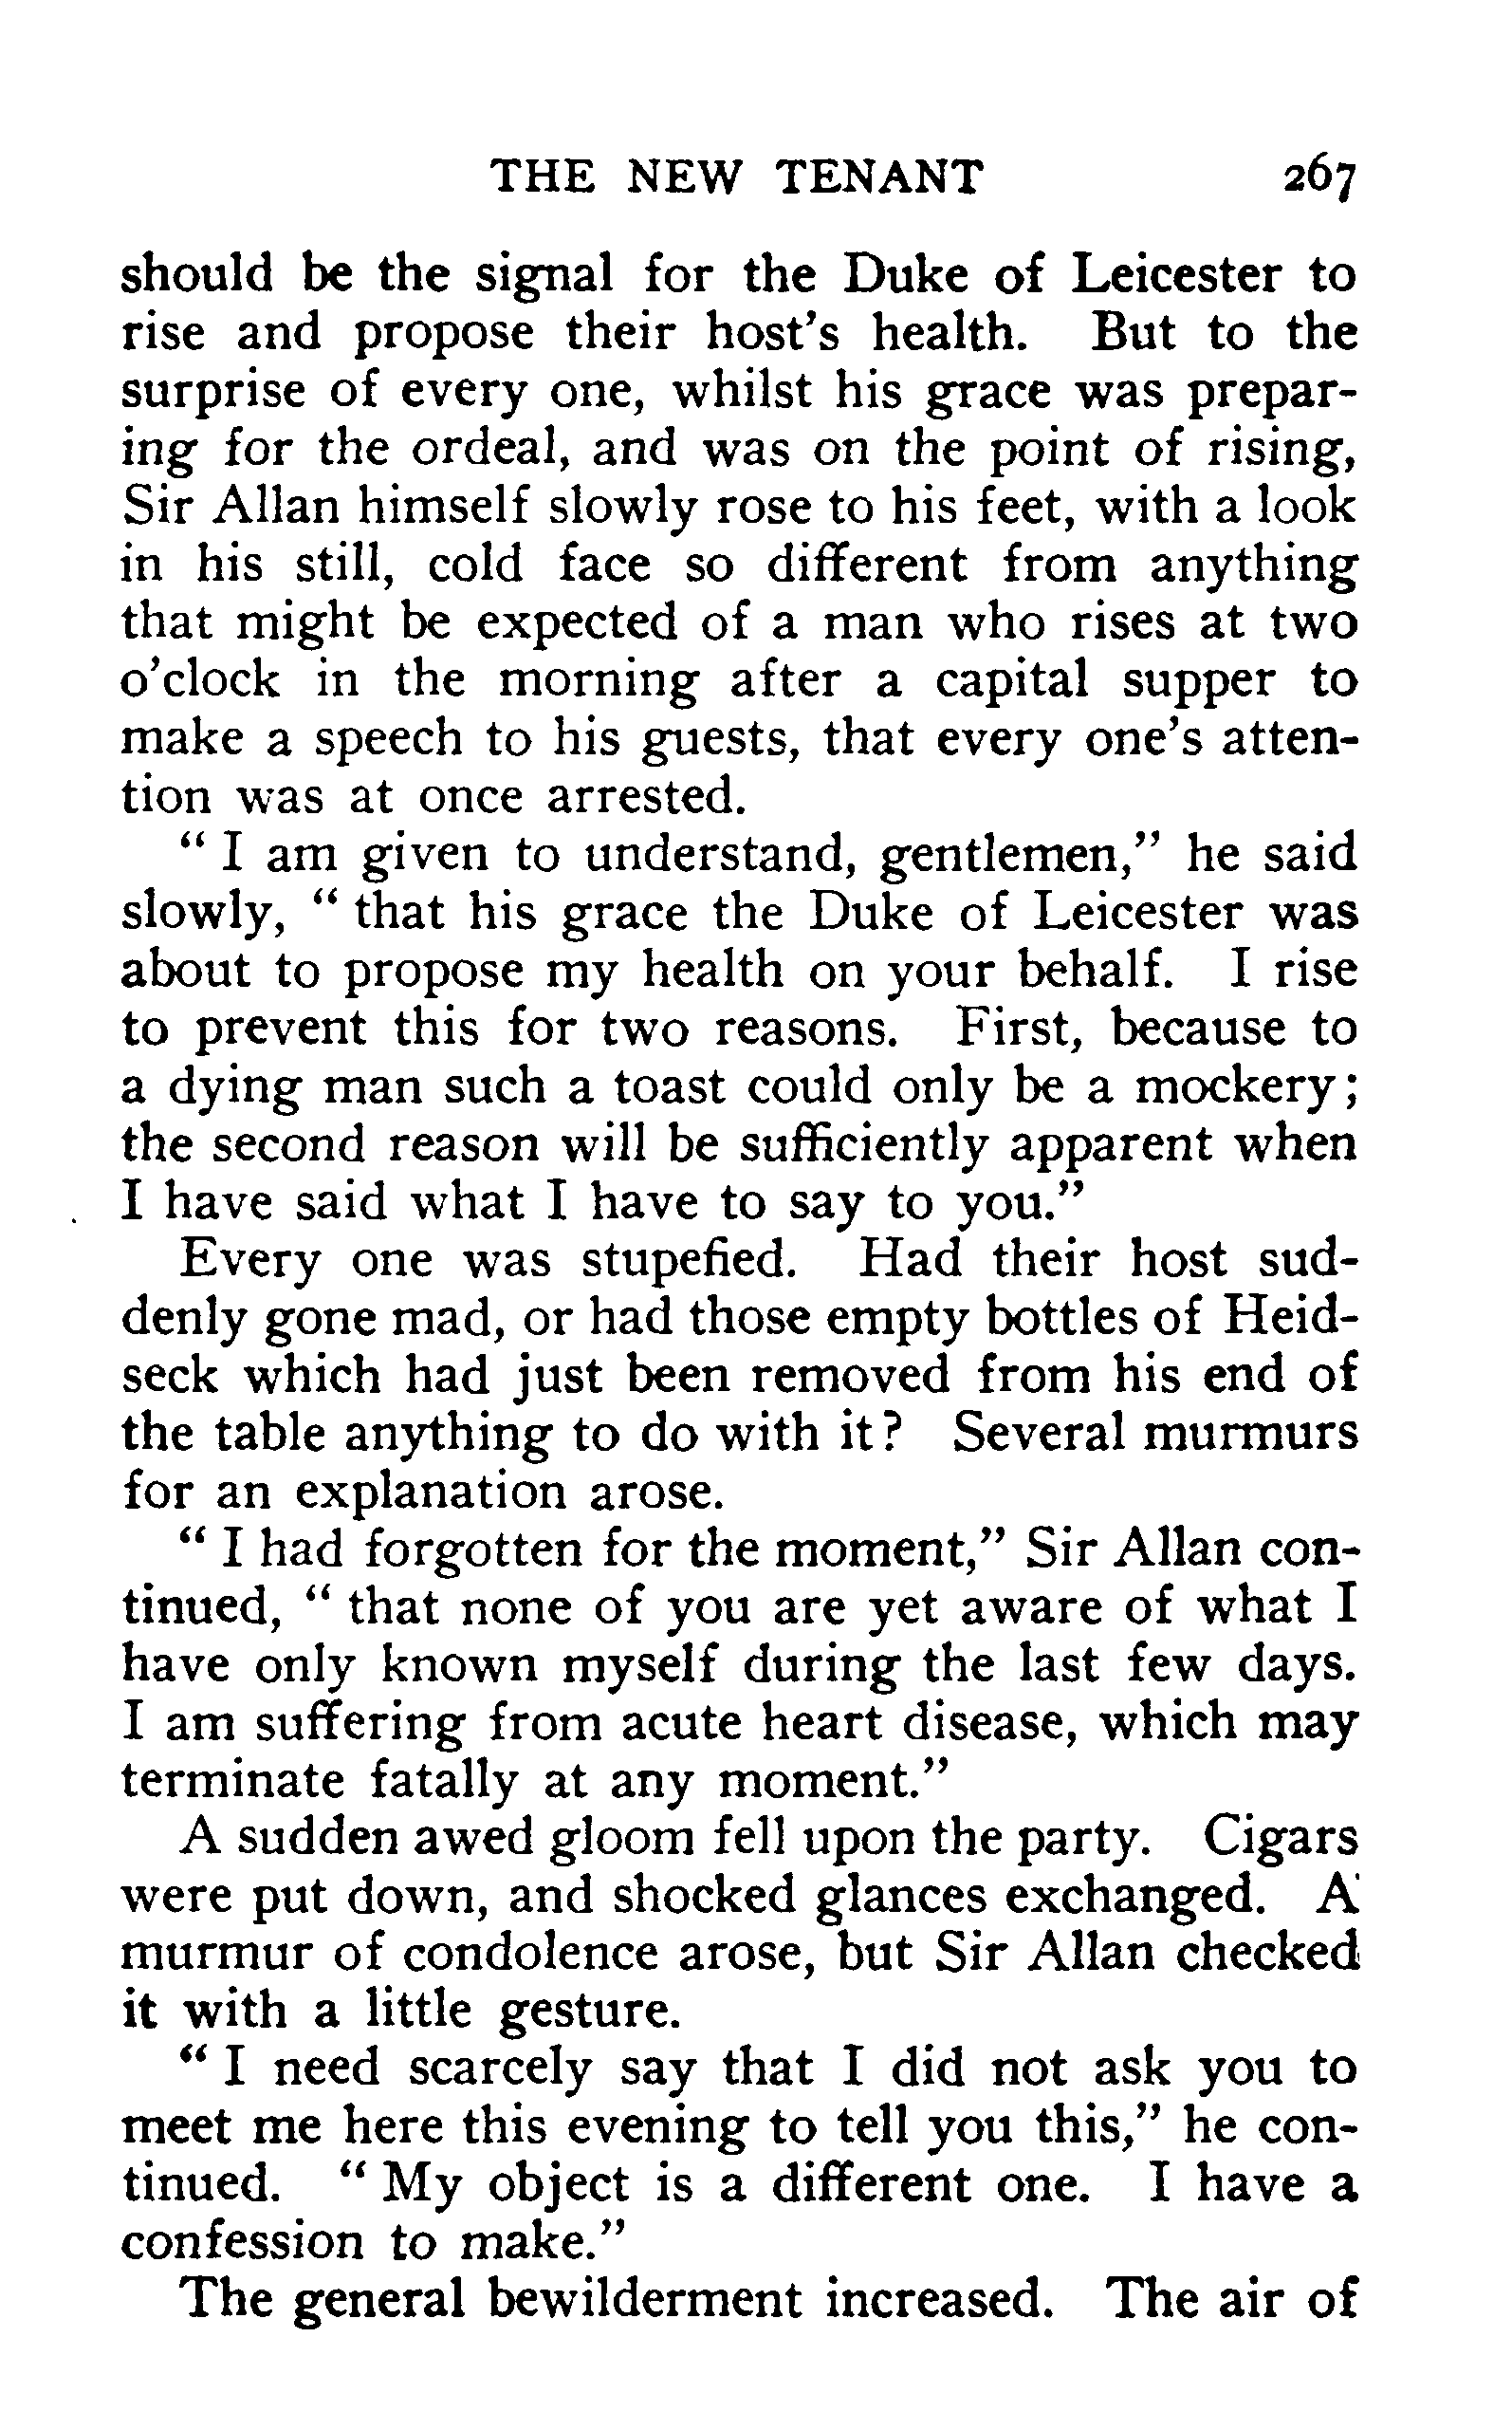 THE NEW TENANT 267
should be the signal for the Duke of Leicester to
rise and propose their host's health. But to the
surprise of every one, whilst his grace was prepar-
ing for the ordeal, and was on the point of rising,
Sir Allan himself slowly rose to his feet, with a look
in his still, cold face so different from anything
that might be expected of a man who rises at two
o'clock in the morning after a capital supper to
make a speech to his guests, that every one's atten-
tion was at once arrested.
" I am given to understand, gentlemen," he said
slowly, " that his grace the Duke of Leicester was
about to propose my health on your behalf. I rise
to prevent this for two reasons. First, because to
a dying man such a toast could only be a mockery;
the second reason will be sufficiently apparent when
I have said what I have to say to you."
Every one was stupefied. Had their host sud-
denly gone mad, or had those empty bottles of Heid-
seck which had just been removed from his end of
the table anything to do with it? Several murmurs
for an explanation arose.
" I had forgotten for the moment," Sir Allan con-
tinued, " that none of you are yet aware of what I
have only known myself during the last few days.
I am suffering from acute heart disease, which may
terminate fatally at any moment."
A sudden awed gloom fell upon the party. Cigars
were put down, and shocked glances exchanged. A
murmur of condolence arose, but Sir Allan checked
it with a little gesture.
" I need scarcely say that I did not ask you to
meet me here this evening to tell you this," he con-
tinued. " My object is a different one. I have a
confession to make."
The general bewilderment increased. The air of